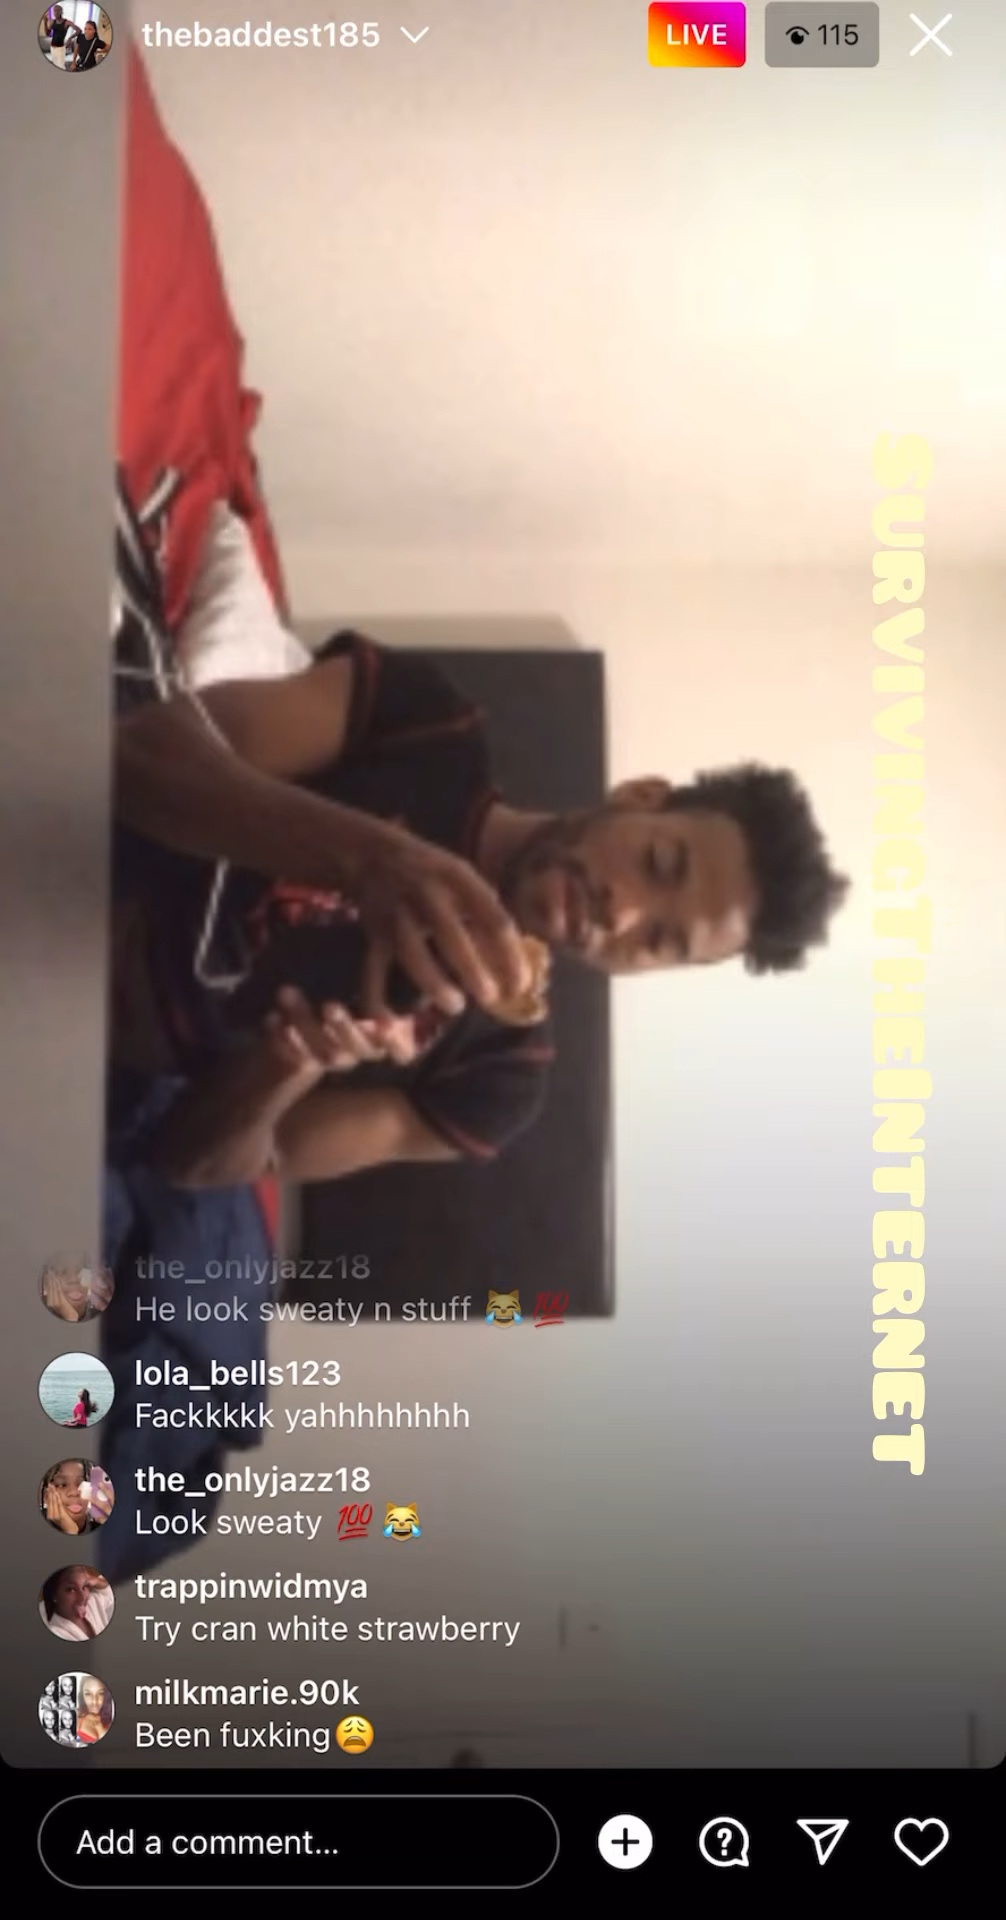 thebaddest185
LIVE
115
SURVIVINGTHEINTERNET
the_onlyjazz18
He look sweaty n stuff 😹 💯
lola_bells123
Fackkkkk yahhhhhhhh
the_onlyjazz18
Look sweaty 💯 😹
trappinwidmya
Try cran white strawberry
milkmarie.90k
Been fuxking😩
Add a comment...